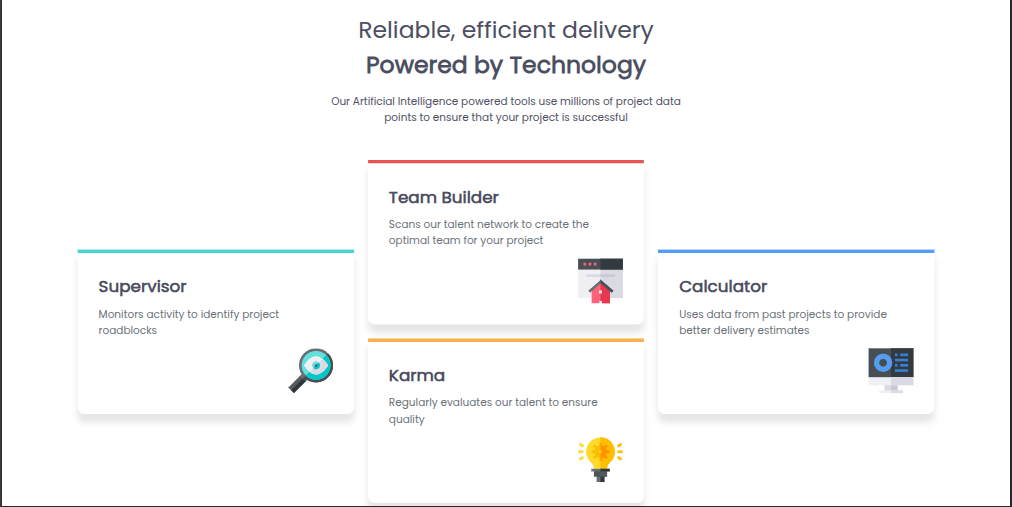 Reliable, efficient delivery
Powered by Technology
Our Artificial Intelligence powered tools use millions of project data
points to ensure that your project is successful
Supervisor
Monitors activity to identify project
roadblocks
Team Builder
Scans our talent network to create the
optimal team for your project
Karma
Regularly evaluates our talent to ensure
quality
Calculator
Uses data from past projects to provide
better delivery estimates